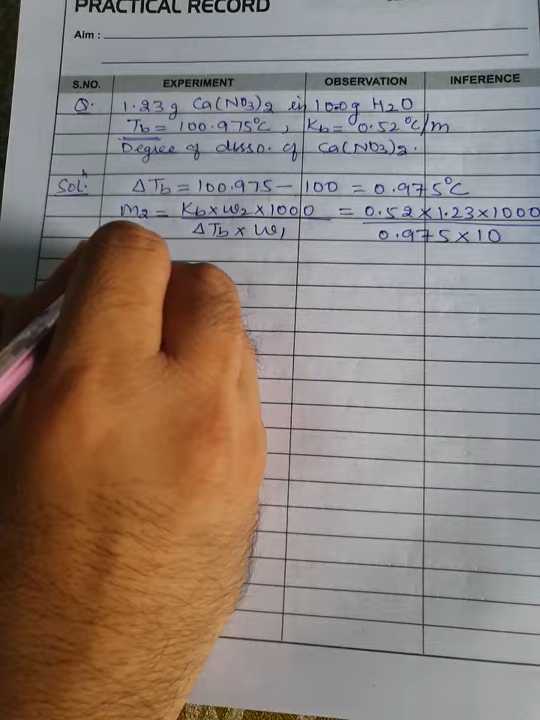 PRACTICAL RECORD
Aim :
S.NO. EXPERIMENT OBSERVATION INFERENCE
Q. 1.23g Ca(NO3)2 in 10.0g H2O
Tb = 100.975°C, Kb = 0.52°C/m
Degree of disso. of Ca(NO3)2.
Sol.n ΔTb = 100.975 - 100 = 0.975°C
M2 = Kb x w2 x 1000 / ΔTb x W1 = 0.52 x 1.23 x 1000 / 0.975 x 10